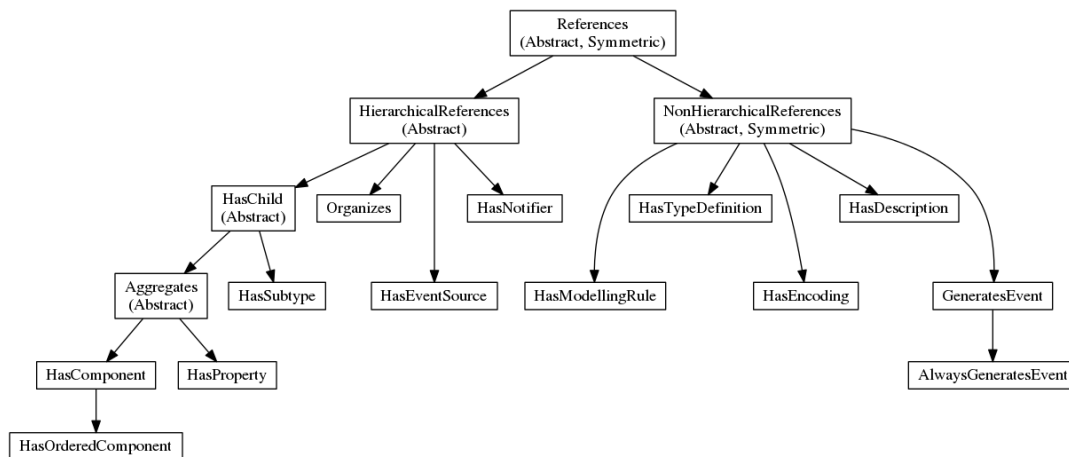 References
(Abstract, Symmetric)
HierarchicalReferences
(Abstract)
NonHierarchicalReferences
(Abstract, Symmetric)
HasChild
(Abstract)
Organizes
HasNotifier
HasTypeDefinition
HasDescription
Aggregates
(Abstract)
HasSubtype
HasEventSource
HasModellingRule
HasEncoding
GeneratesEvent
HasComponent
HasProperty
AlwaysGeneratesEvent
HasOrderedComponent